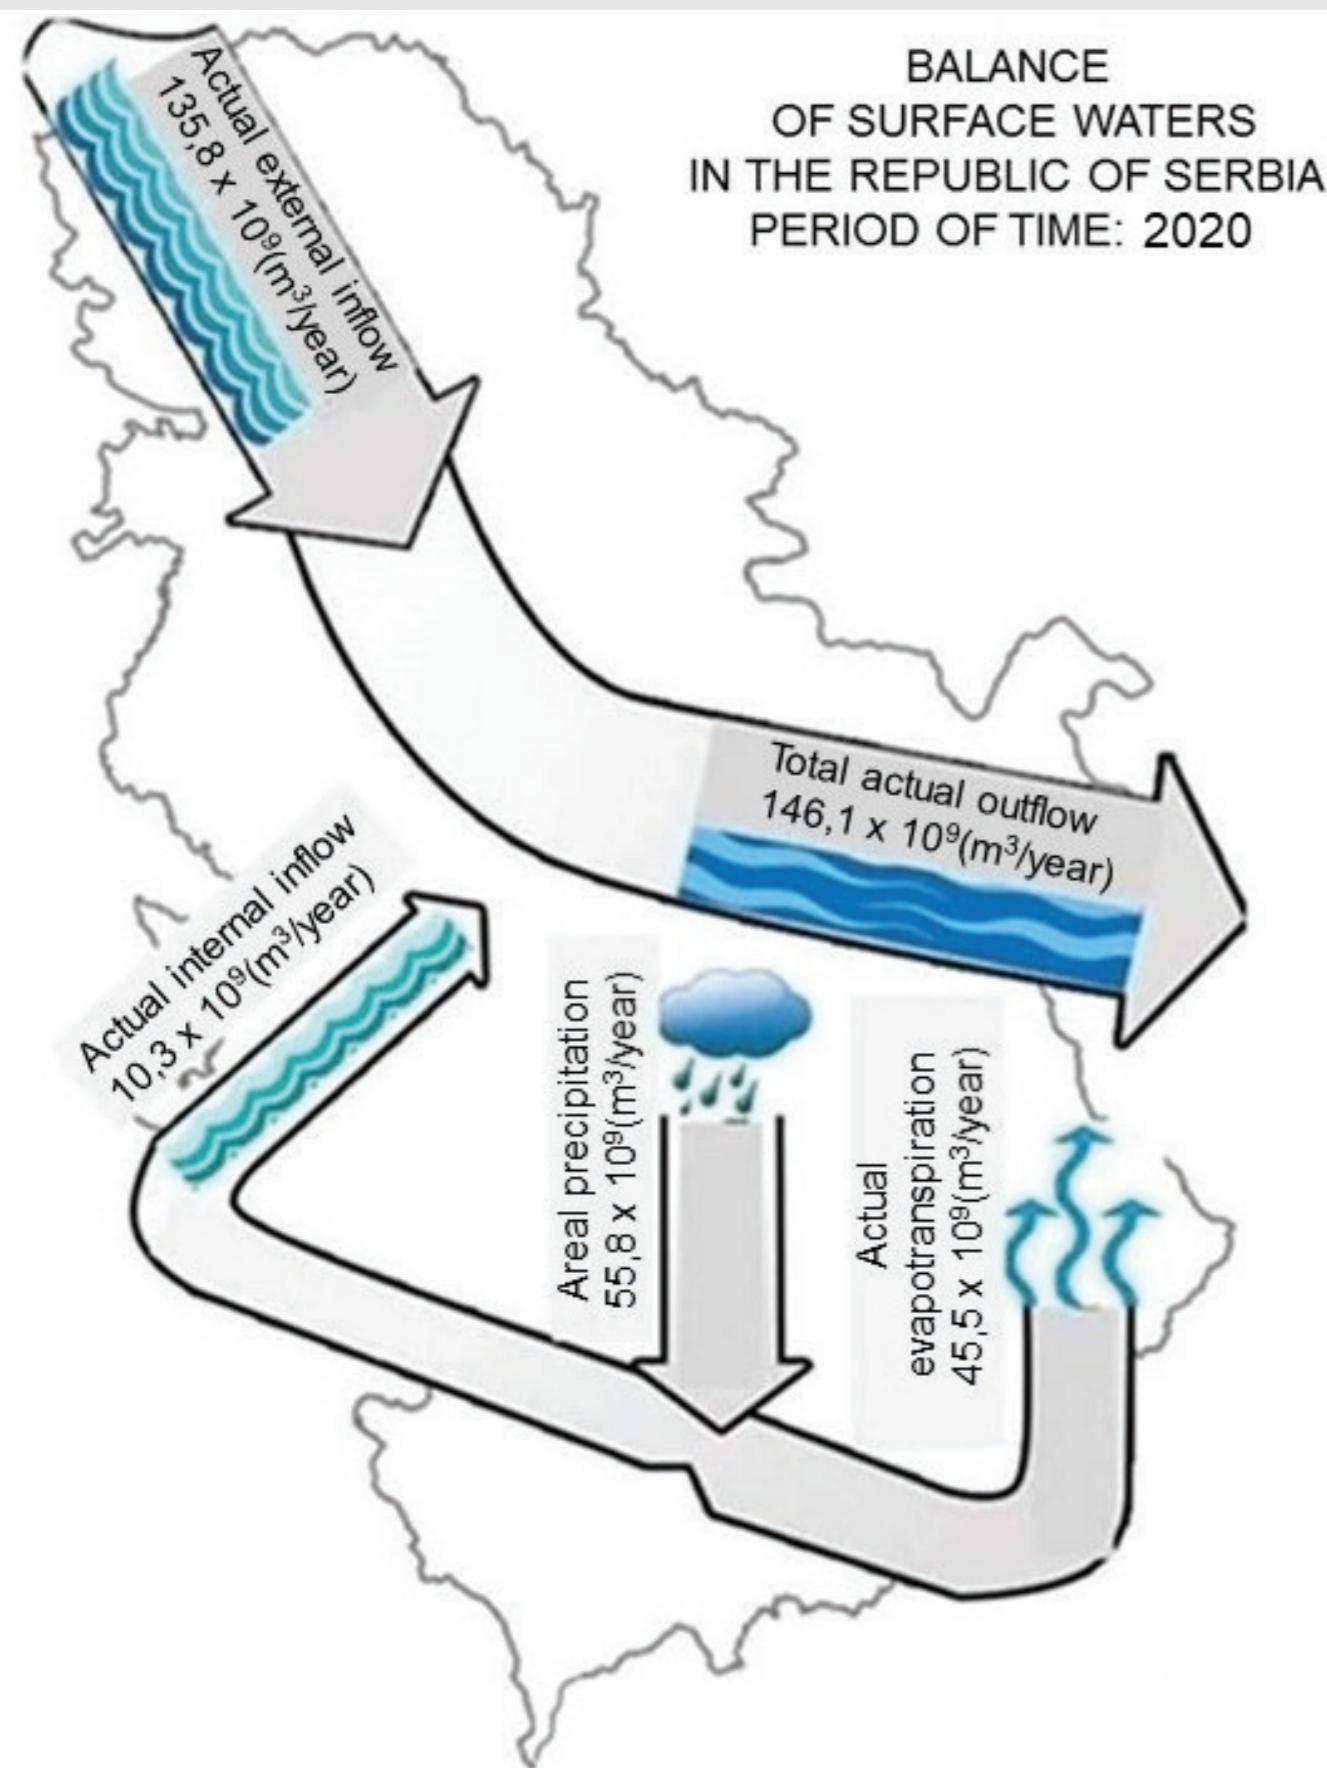 BALANCE
OF SURFACE WATERS
IN THE REPUBLIC OF SERBIA
PERIOD OF TIME: 2020
Actual external inflow
135,8 x 10⁹(m³/year)
Total actual outflow
146,1 x 10⁹(m³/year)
Actual internal inflow
10,3 x 10⁹(m³/year)
Areal precipitation
55,8 x 10⁹(m³/year)
Actual
evapotranspiration
45,5 x 10⁹(m³/year)